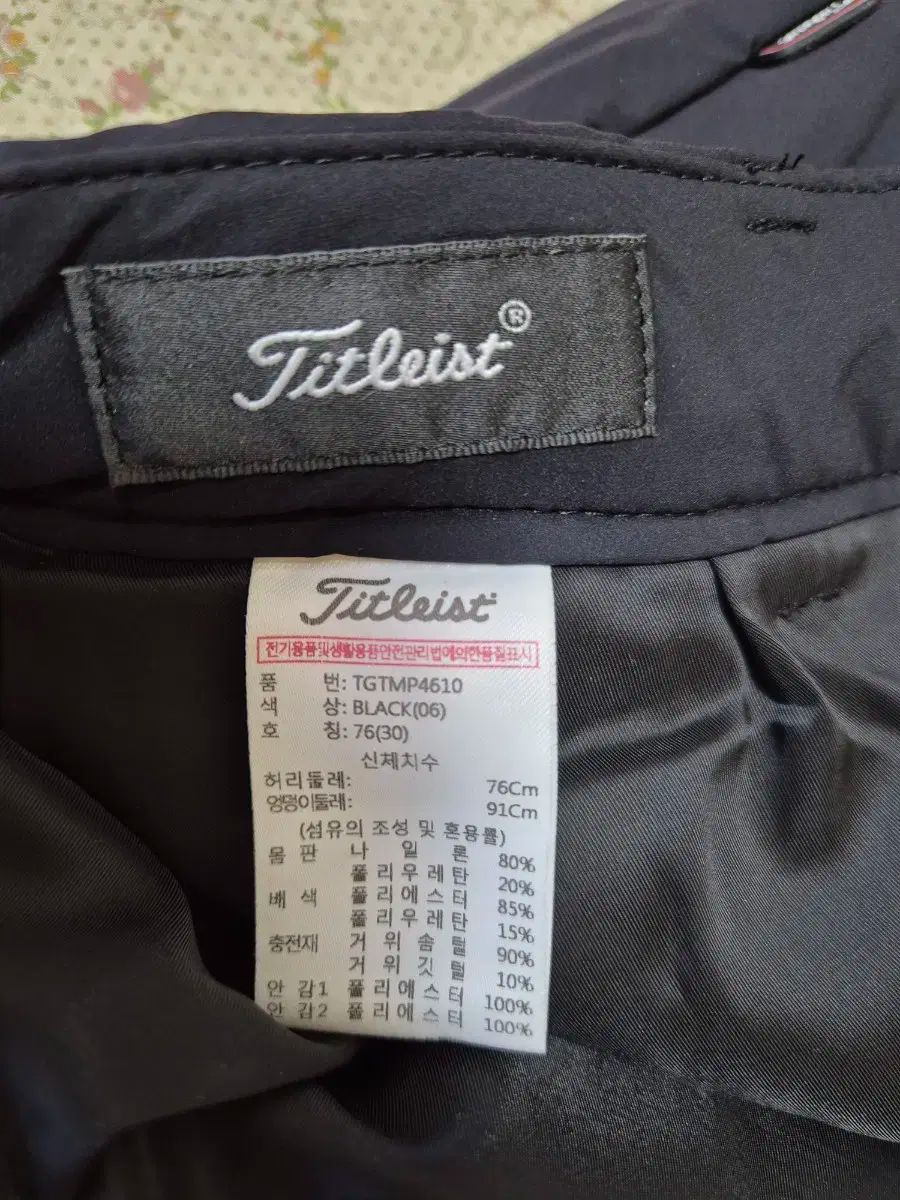 Titleist®
Titleist
전기용품및생활용품안전관리법에의한품질표시
품 번: TGTMP4610
색 상: BLACK(06)
호 칭: 76(30)
신체치수
허리둘레: 76Cm
엉덩이둘레: 91Cm
(섬유의 조성 및 혼용률)
몸 판 나 일 론 80%
폴 리 우 레 탄 20%
배 색 폴 리 에 스 터 85%
폴 리 우 레 탄 15%
충전재 거 위 솜 털 90%
거 위 깃 털 10%
안 감1 폴 리 에 스 터 100%
안 감2 폴 리 에 스 터 100%